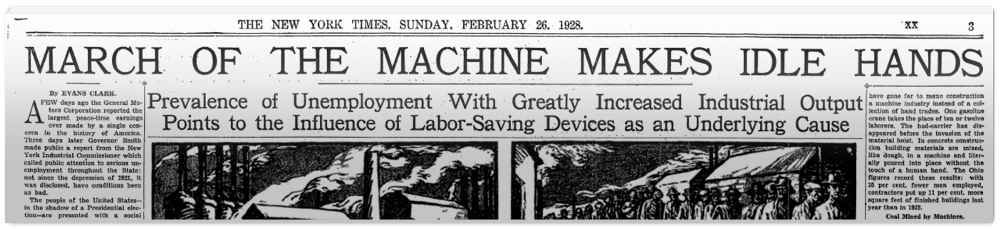 THE NEW YORK TIMES. SUNDAY, FEBRUARY 26, 1928.
XX
3
MARCH OF THE MACHINE MAKES IDLE HANDS
Prevalence of Unemployment With Greatly Increased Industrial Output
Points to the Influence of Labor-Saving Devices as an Underlying Cause
By EVANS CLARK.
A FEW days ago the General Mo-
tors Corporation reported the
largest peace-time earnings
ever made by a single con-
cern in the history of America.
Three days later Governor Smith
made public a report from the New
York Industrial Commissioner which
called public attention to serious un-
employment throughout the State:
not since the depression of 1921, it
was disclosed, have conditions been
as bad.
The people of the United States—
in the shadow of a Presidential elec-
tion—are presented with a social
have gone far to make construction
a machine industry instead of a col-
lection of hand trades. One gasoline
crane takes the place of ten or twelve
laborers. The hod-carrier has dis-
appeared before the invasion of the
material hoist. In concrete construc-
tion building materials are mixed,
like dough, in a machine and liter-
ally poured into place without the
touch of a human hand. The Ohio
figures record these results: with
15 per cent. fewer men employed,
contractors put up 11 per cent. more
square feet of finished buildings last
year than in 1923.
Coal Mined by Machines.